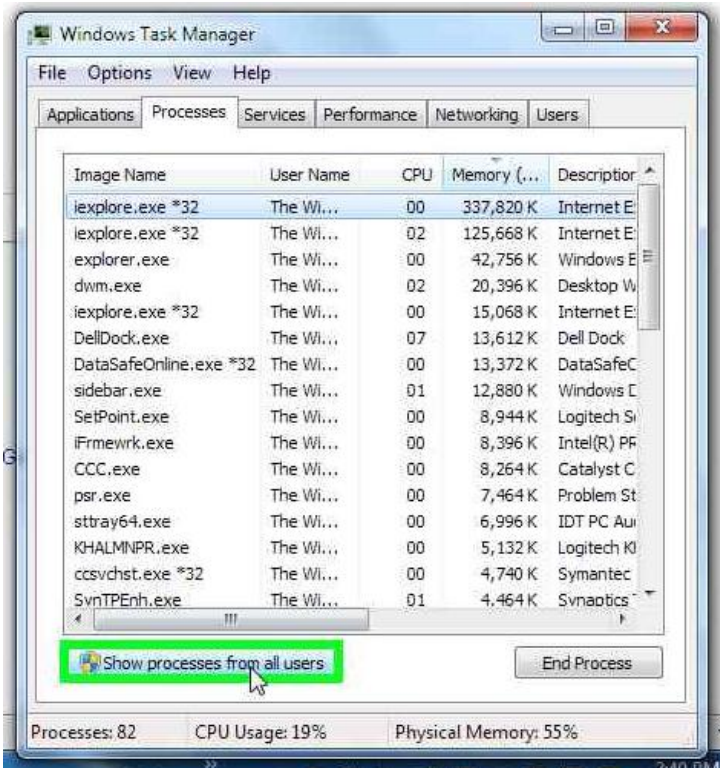 Windows Task Manager
File Options View Help
Applications Processes Services Performance Networking Users
Image Name User Name CPU Memory (... Description
iexplore.exe *32 The Wi... 00 337,820 K Internet E
iexplore.exe *32 The Wi... 02 125,668 K Internet E
explorer.exe The Wi... 00 42,756 K Windows E
dwm.exe The Wi... 02 20,396 K Desktop W
iexplore.exe *32 The Wi... 00 15,068 K Internet E
DellDock.exe The Wi... 07 13,612 K Dell Dock
DataSafeOnline.exe *32 The Wi... 00 13,372 K DataSafeC
sidebar.exe The Wi... 01 12,880 K Windows D
SetPoint.exe The Wi... 00 8,944 K Logitech S
iFrmewrk.exe The Wi... 00 8,396 K Intel(R) PR
CCC.exe The Wi... 00 8,264 K Catalyst C
psr.exe The Wi... 00 7,464 K Problem St
sttray64.exe The Wi... 00 6,996 K IDT PC Au
KHALMNPR.exe The Wi... 00 5,132 K Logitech K
ccsvchst.exe *32 The Wi... 00 4,740 K Symantec
SynTPEnh.exe The Wi... 01 4,464 K Synaptics
Show processes from all users End Process
Processes: 82 CPU Usage: 19% Physical Memory: 55%
2:40 PM